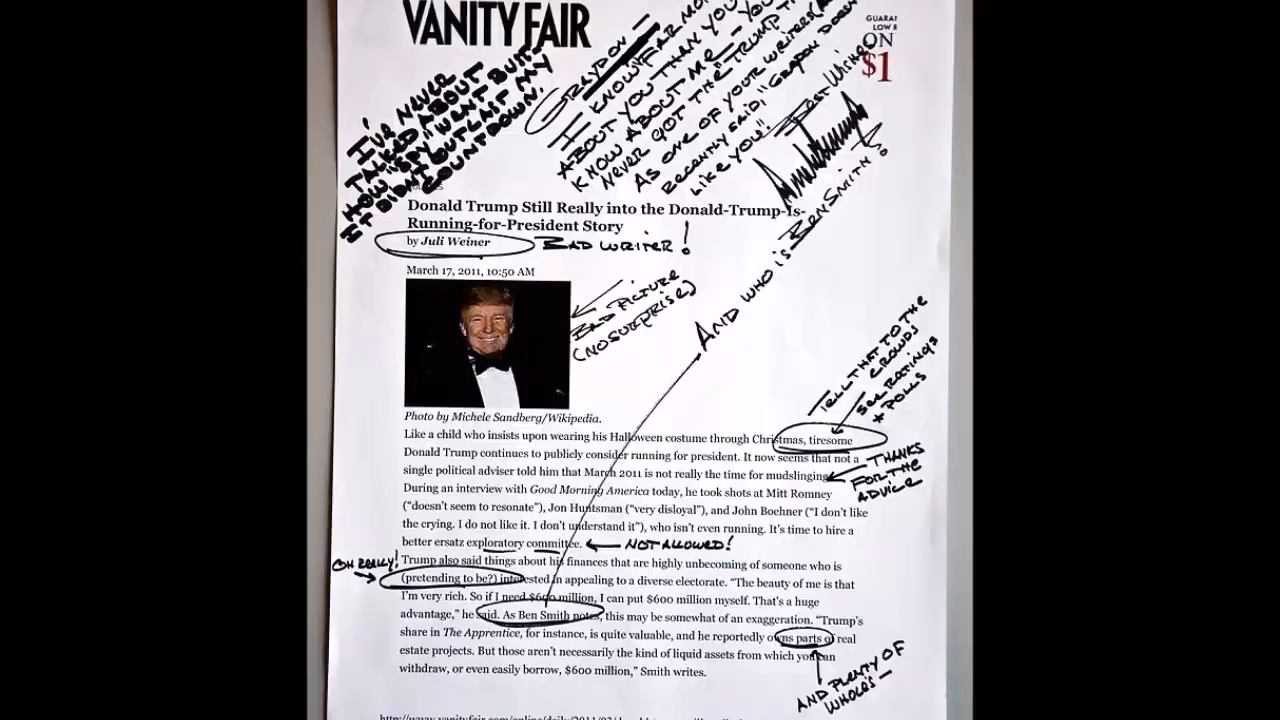 VANITY FAIR
GUARA
LOW
ON
$1
I'VE NEVER
TALKED ABOUT
HOW "SPY" WENT BUST
IT DIDN'T OUTLAST MY
COUNTDOWN.
GRAYDON —
I KNOW FAR MO
ABOUT YOU THAN YOU
KNOW ABOUT ME — YOU
NEVER GOT THE "TRUMP
AS ONE OF YOUR WRITERS
RECENTLY SAID, "GRAYDON DOESN
LIKE YOU".
BEST WISHES
Donald Trump Still Really into the Donald-Trump-Is-
Running-for-President Story
by Juli Weiner
BAD WRITER!
March 17, 2011, 10:50 AM
BAD PICTURE
(NO SURPRISE)
AND WHO IS BEN SMITH?
Photo by Michele Sandberg/Wikipedia.
TELL THAT TO THE
CROWDS
SEE RATINGS
* POLLS
Like a child who insists upon wearing his Halloween costume through Christmas, tiresome
Donald Trump continues to publicly consider running for president. It now seems that not a
single political adviser told him that March 2011 is not really the time for mudslinging.
THANKS
FOR THE
ADVICE
During an interview with Good Morning America today, he took shots at Mitt Romney
("doesn't seem to resonate"), Jon Huntsman ("very disloyal"), and John Boehner ("I don't like
the crying. I do not like it. I don't understand it"), who isn't even running. It's time to hire a
better ersatz exploratory committee.
NOT ALLOWED!
OH REALLY!
Trump also said things about his finances that are highly unbecoming of someone who is
(pretending to be?) interested in appealing to a diverse electorate. "The beauty of me is that
I'm very rich. So if I need $600 million, I can put $600 million myself. That's a huge
advantage," he said. As Ben Smith notes, this may be somewhat of an exaggeration. "Trump's
share in The Apprentice, for instance, is quite valuable, and he reportedly owns parts of real
estate projects. But those aren't necessarily the kind of liquid assets from which you can
withdraw, or even easily borrow, $600 million," Smith writes.
AND PLENTY OF
WHOLES —